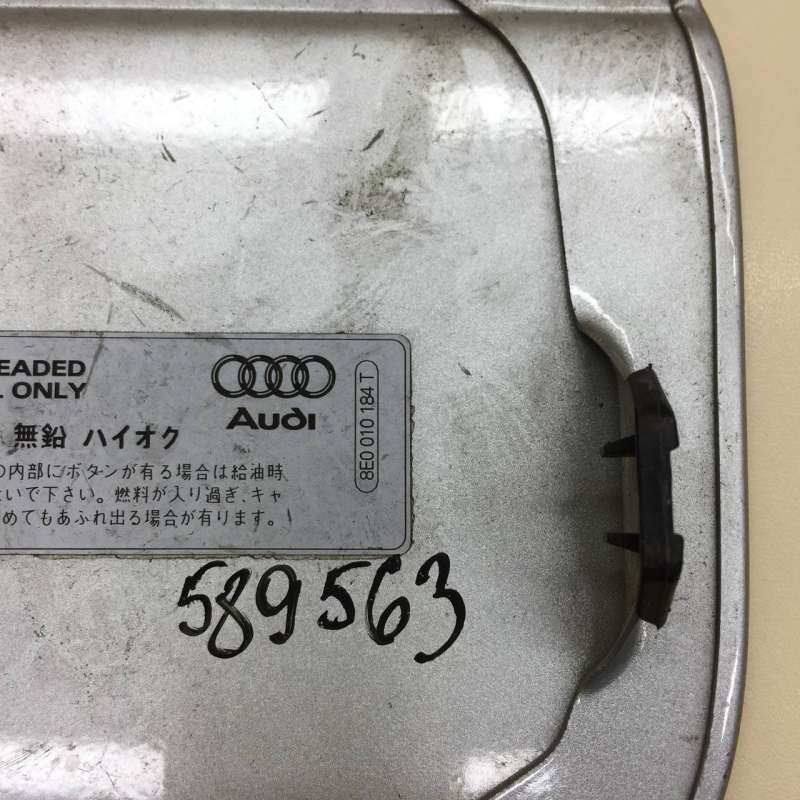 EADED
ONLY
Audi
8E0 010 184 T
無鉛 ハイオク
内部にボタンが有る場合は給油時
いで下さい。燃料が入り過ぎ、キャ
めてもあふれ出る場合が有ります。
589563